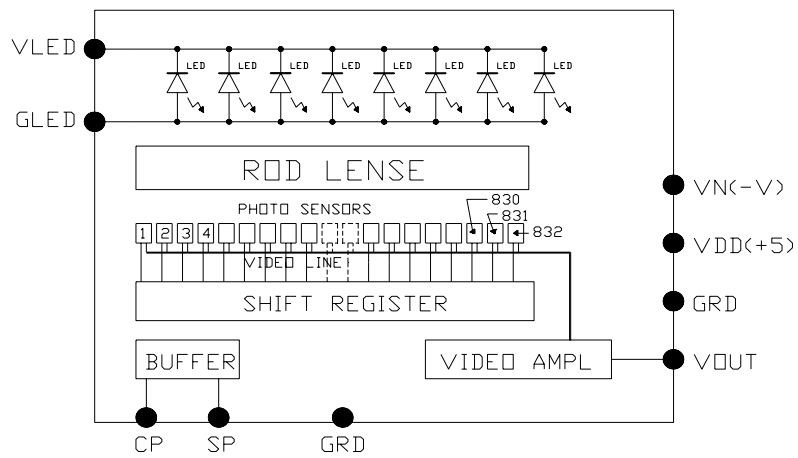 VLED
LED LED LED LED LED LED LED LED
GLED
ROD LENSE
VN(-V)
PHOTO SENSORS
830
831
832
1 2 3 4
VDD(+5)
VIDEO LINE
SHIFT REGISTER
GRD
BUFFER
VIDEO AMPL
VOUT
CP SP GRD